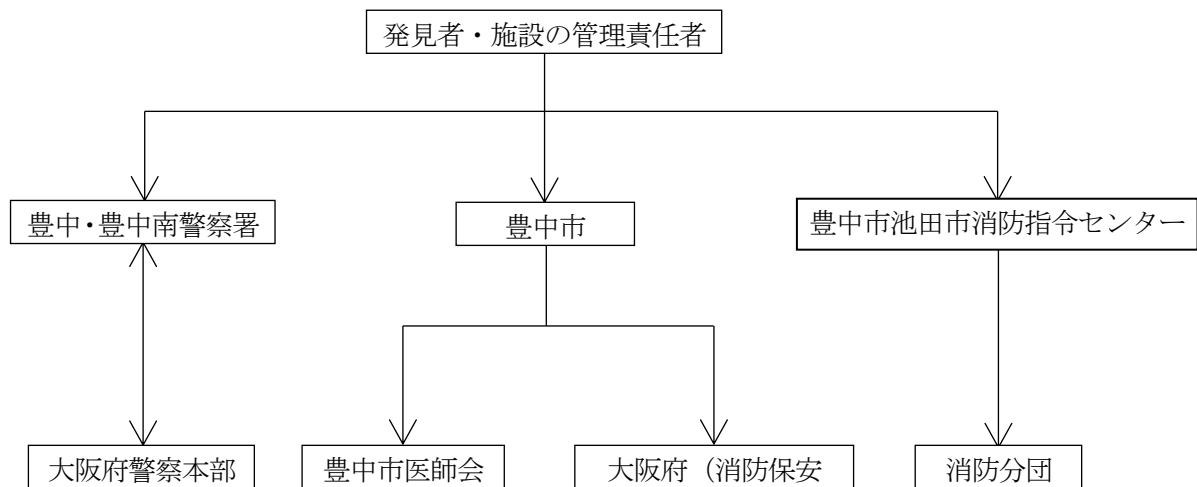 発見者・施設の管理責任者
豊中・豊中南警察署
豊中市
豊中市池田市消防指令センター
大阪府警察本部
豊中市医師会
大阪府（消防保安
消防分団